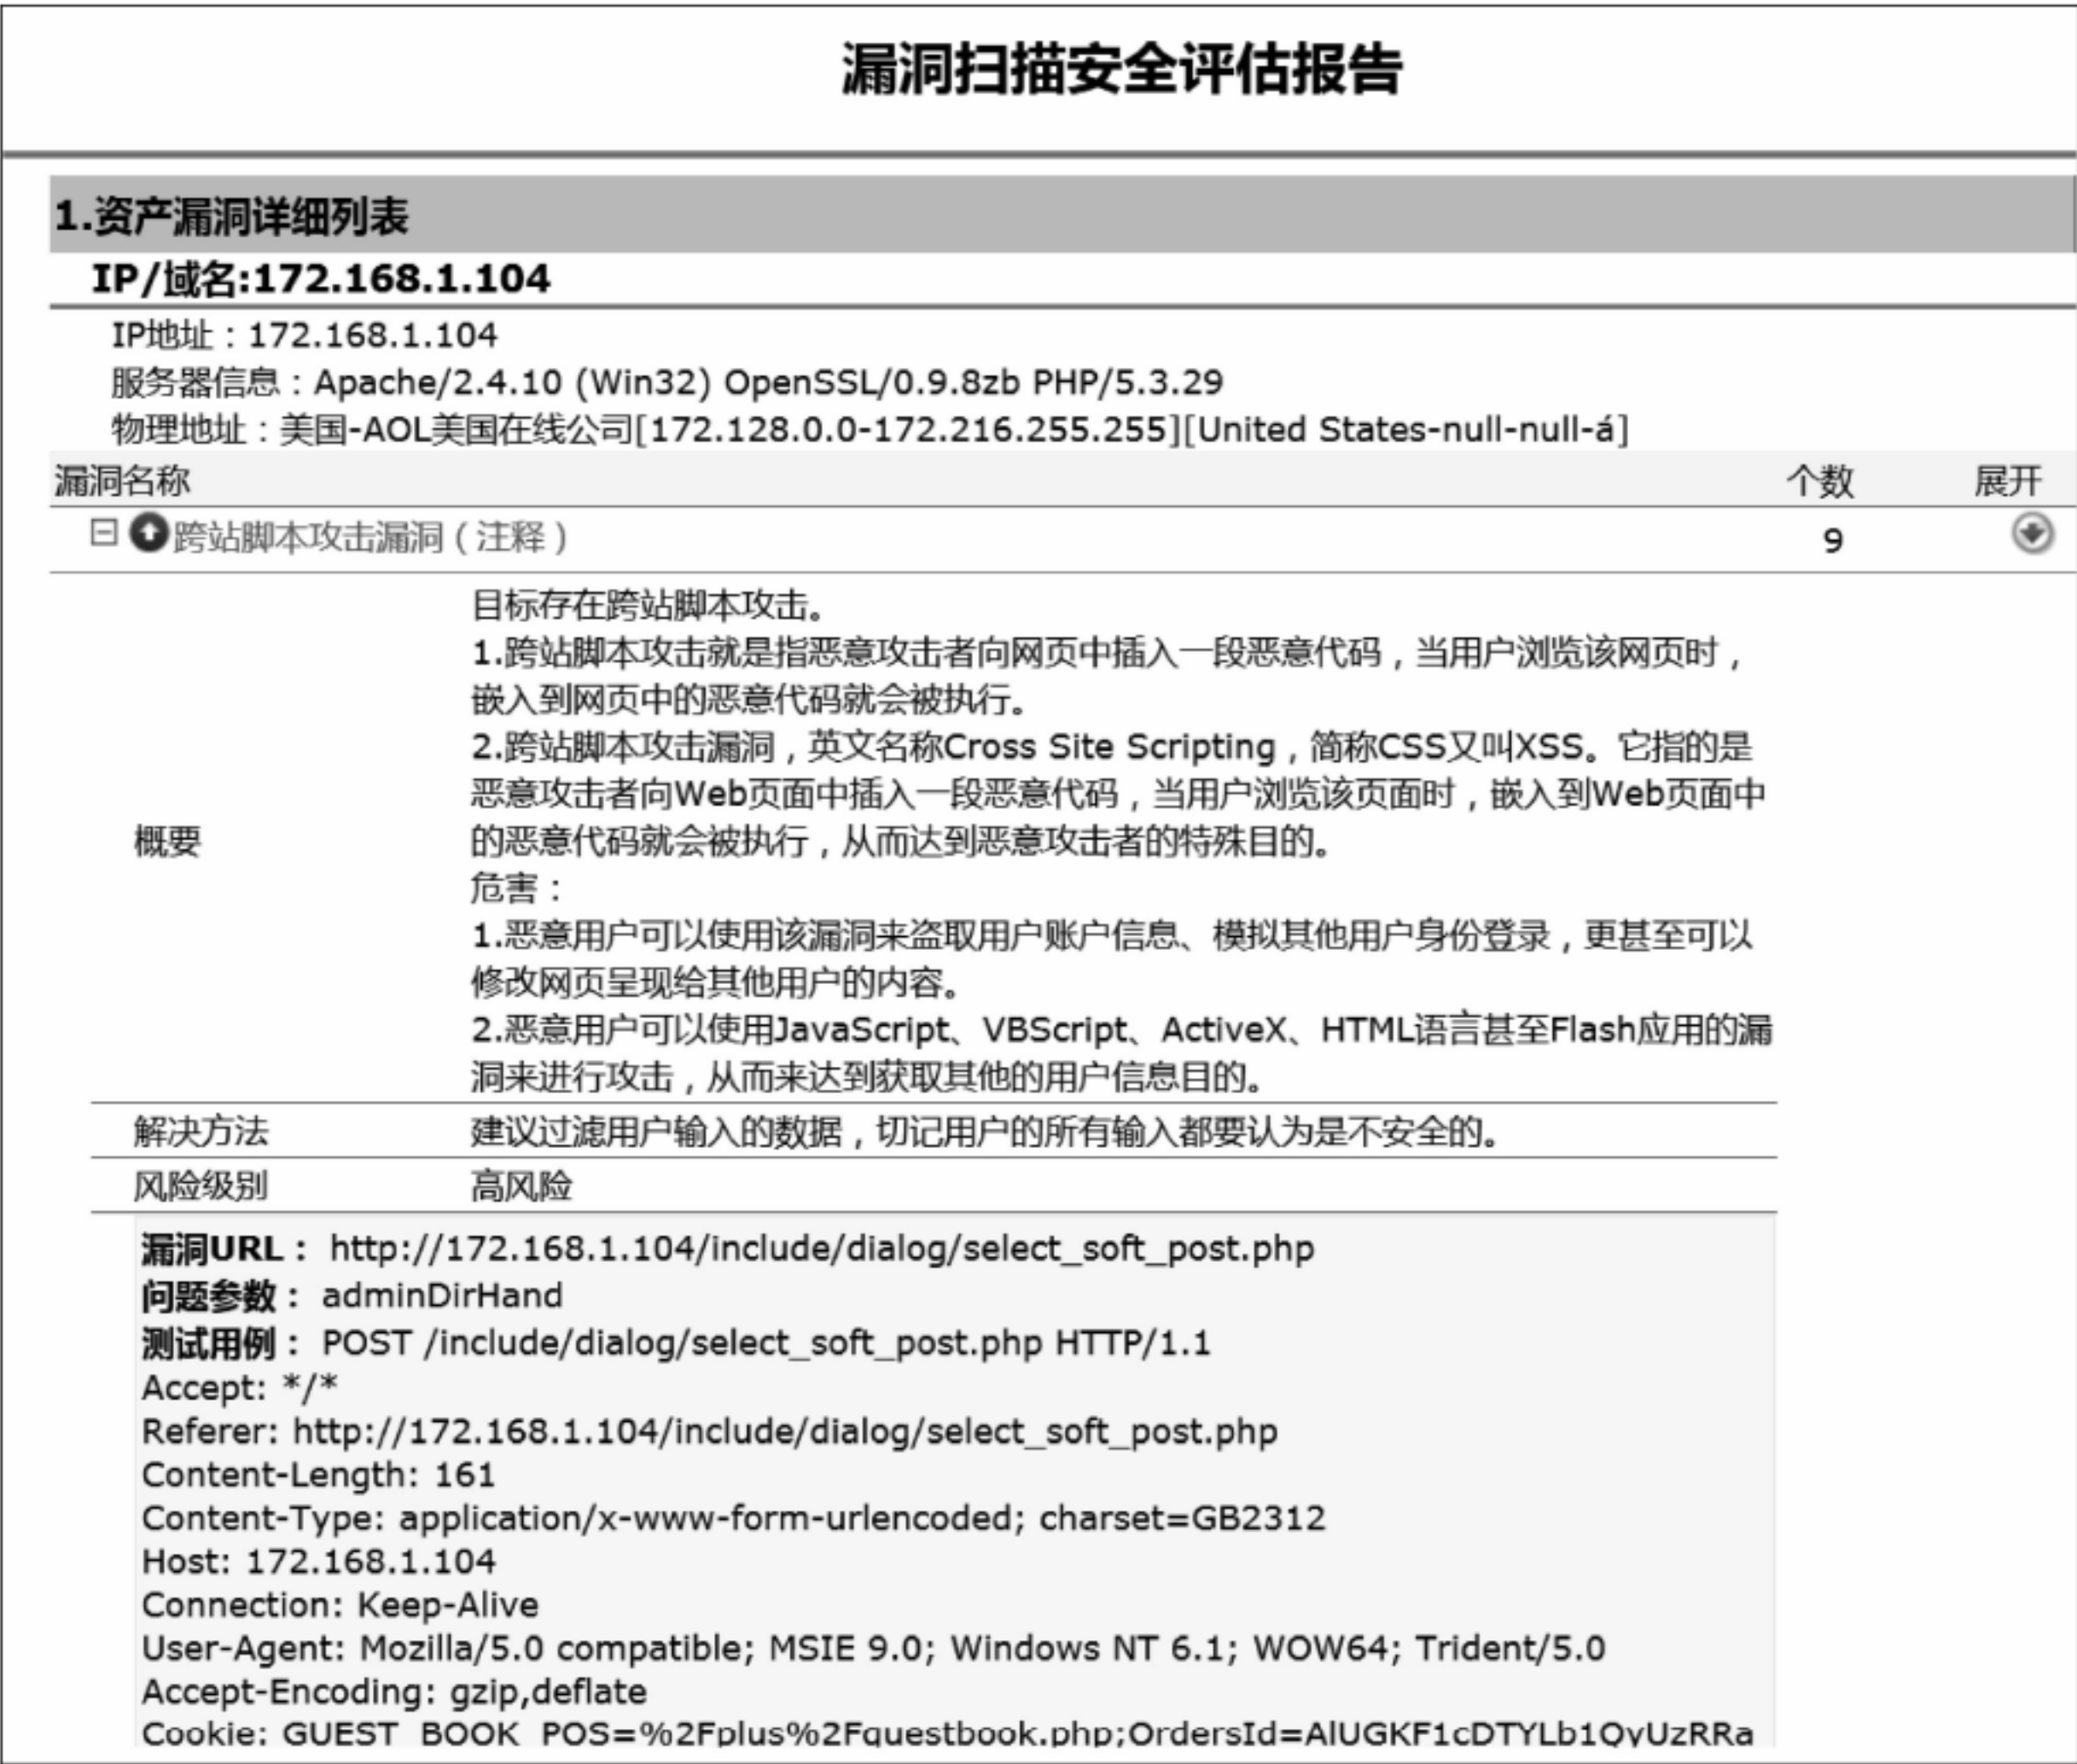 漏洞扫描安全评估报告
1.资产漏洞详细列表
IP/域名:172.168.1.104
IP地址：172.168.1.104
服务器信息：Apache/2.4.10 (Win32) OpenSSL/0.9.8zb PHP/5.3.29
物理地址：美国-AOL美国在线公司[172.128.0.0-172.216.255.255][United States-null-null-á]
漏洞名称 个数 展开
跨站脚本攻击漏洞（注释） 9
目标存在跨站脚本攻击。
1.跨站脚本攻击就是指恶意攻击者向网页中插入一段恶意代码，当用户浏览该网页时，
嵌入到网页中的恶意代码就会被执行。
2.跨站脚本攻击漏洞，英文名称Cross Site Scripting，简称CSS又叫XSS。它指的是
恶意攻击者向Web页面中插入一段恶意代码，当用户浏览该页面时，嵌入到Web页面中
概要 的恶意代码就会被执行，从而达到恶意攻击者的特殊目的。
危害：
1.恶意用户可以使用该漏洞来盗取用户账户信息、模拟其他用户身份登录，更甚至可以
修改网页呈现给其他用户的内容。
2.恶意用户可以使用JavaScript、VBScript、ActiveX、HTML语言甚至Flash应用的漏
洞来进行攻击，从而来达到获取其他的用户信息目的。
解决方法 建议过滤用户输入的数据，切记用户的所有输入都要认为是不安全的。
风险级别 高风险
漏洞URL： http://172.168.1.104/include/dialog/select_soft_post.php
问题参数： adminDirHand
测试用例： POST /include/dialog/select_soft_post.php HTTP/1.1
Accept: */*
Referer: http://172.168.1.104/include/dialog/select_soft_post.php
Content-Length: 161
Content-Type: application/x-www-form-urlencoded; charset=GB2312
Host: 172.168.1.104
Connection: Keep-Alive
User-Agent: Mozilla/5.0 compatible; MSIE 9.0; Windows NT 6.1; WOW64; Trident/5.0
Accept-Encoding: gzip,deflate
Cookie: GUEST_BOOK_POS=%2Fplus%2Fguestbook.php;OrdersId=AlUGKF1cDTYLb1QyUzRRa